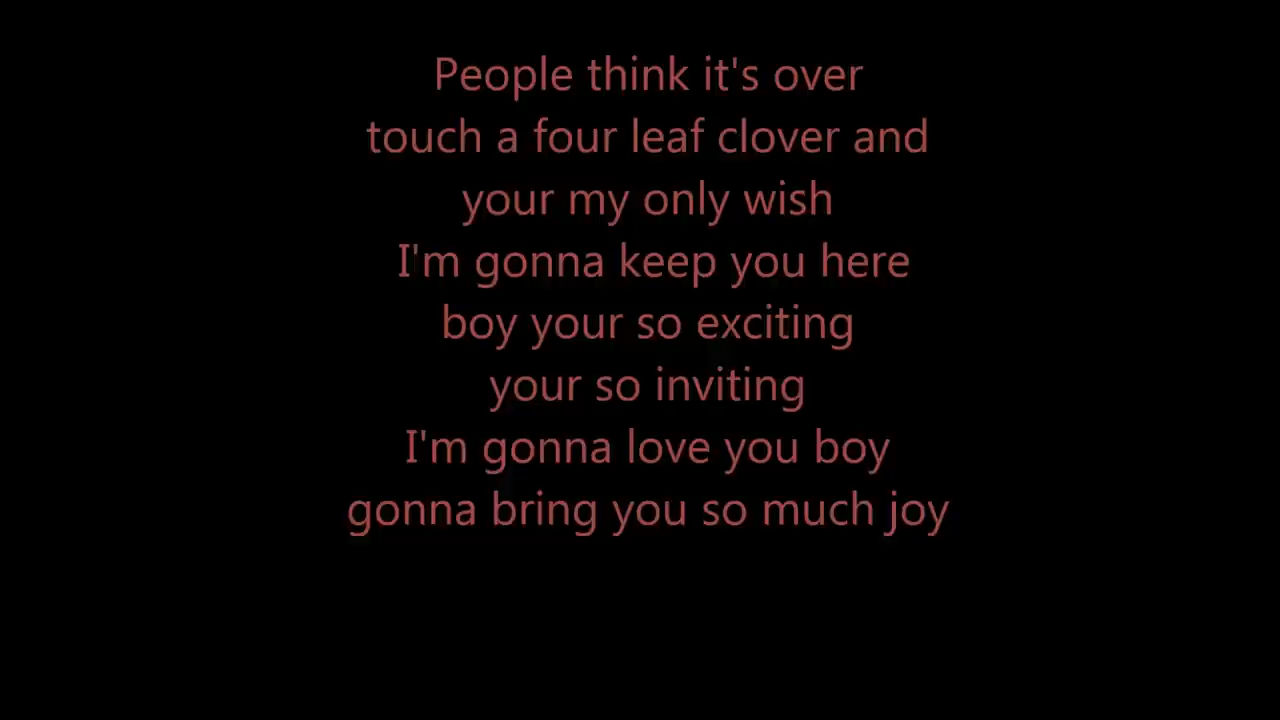 People think it's over
touch a four leaf clover and
your my only wish
I'm gonna keep you here
boy your so exciting
your so inviting
I'm gonna love you boy
gonna bring you so much joy